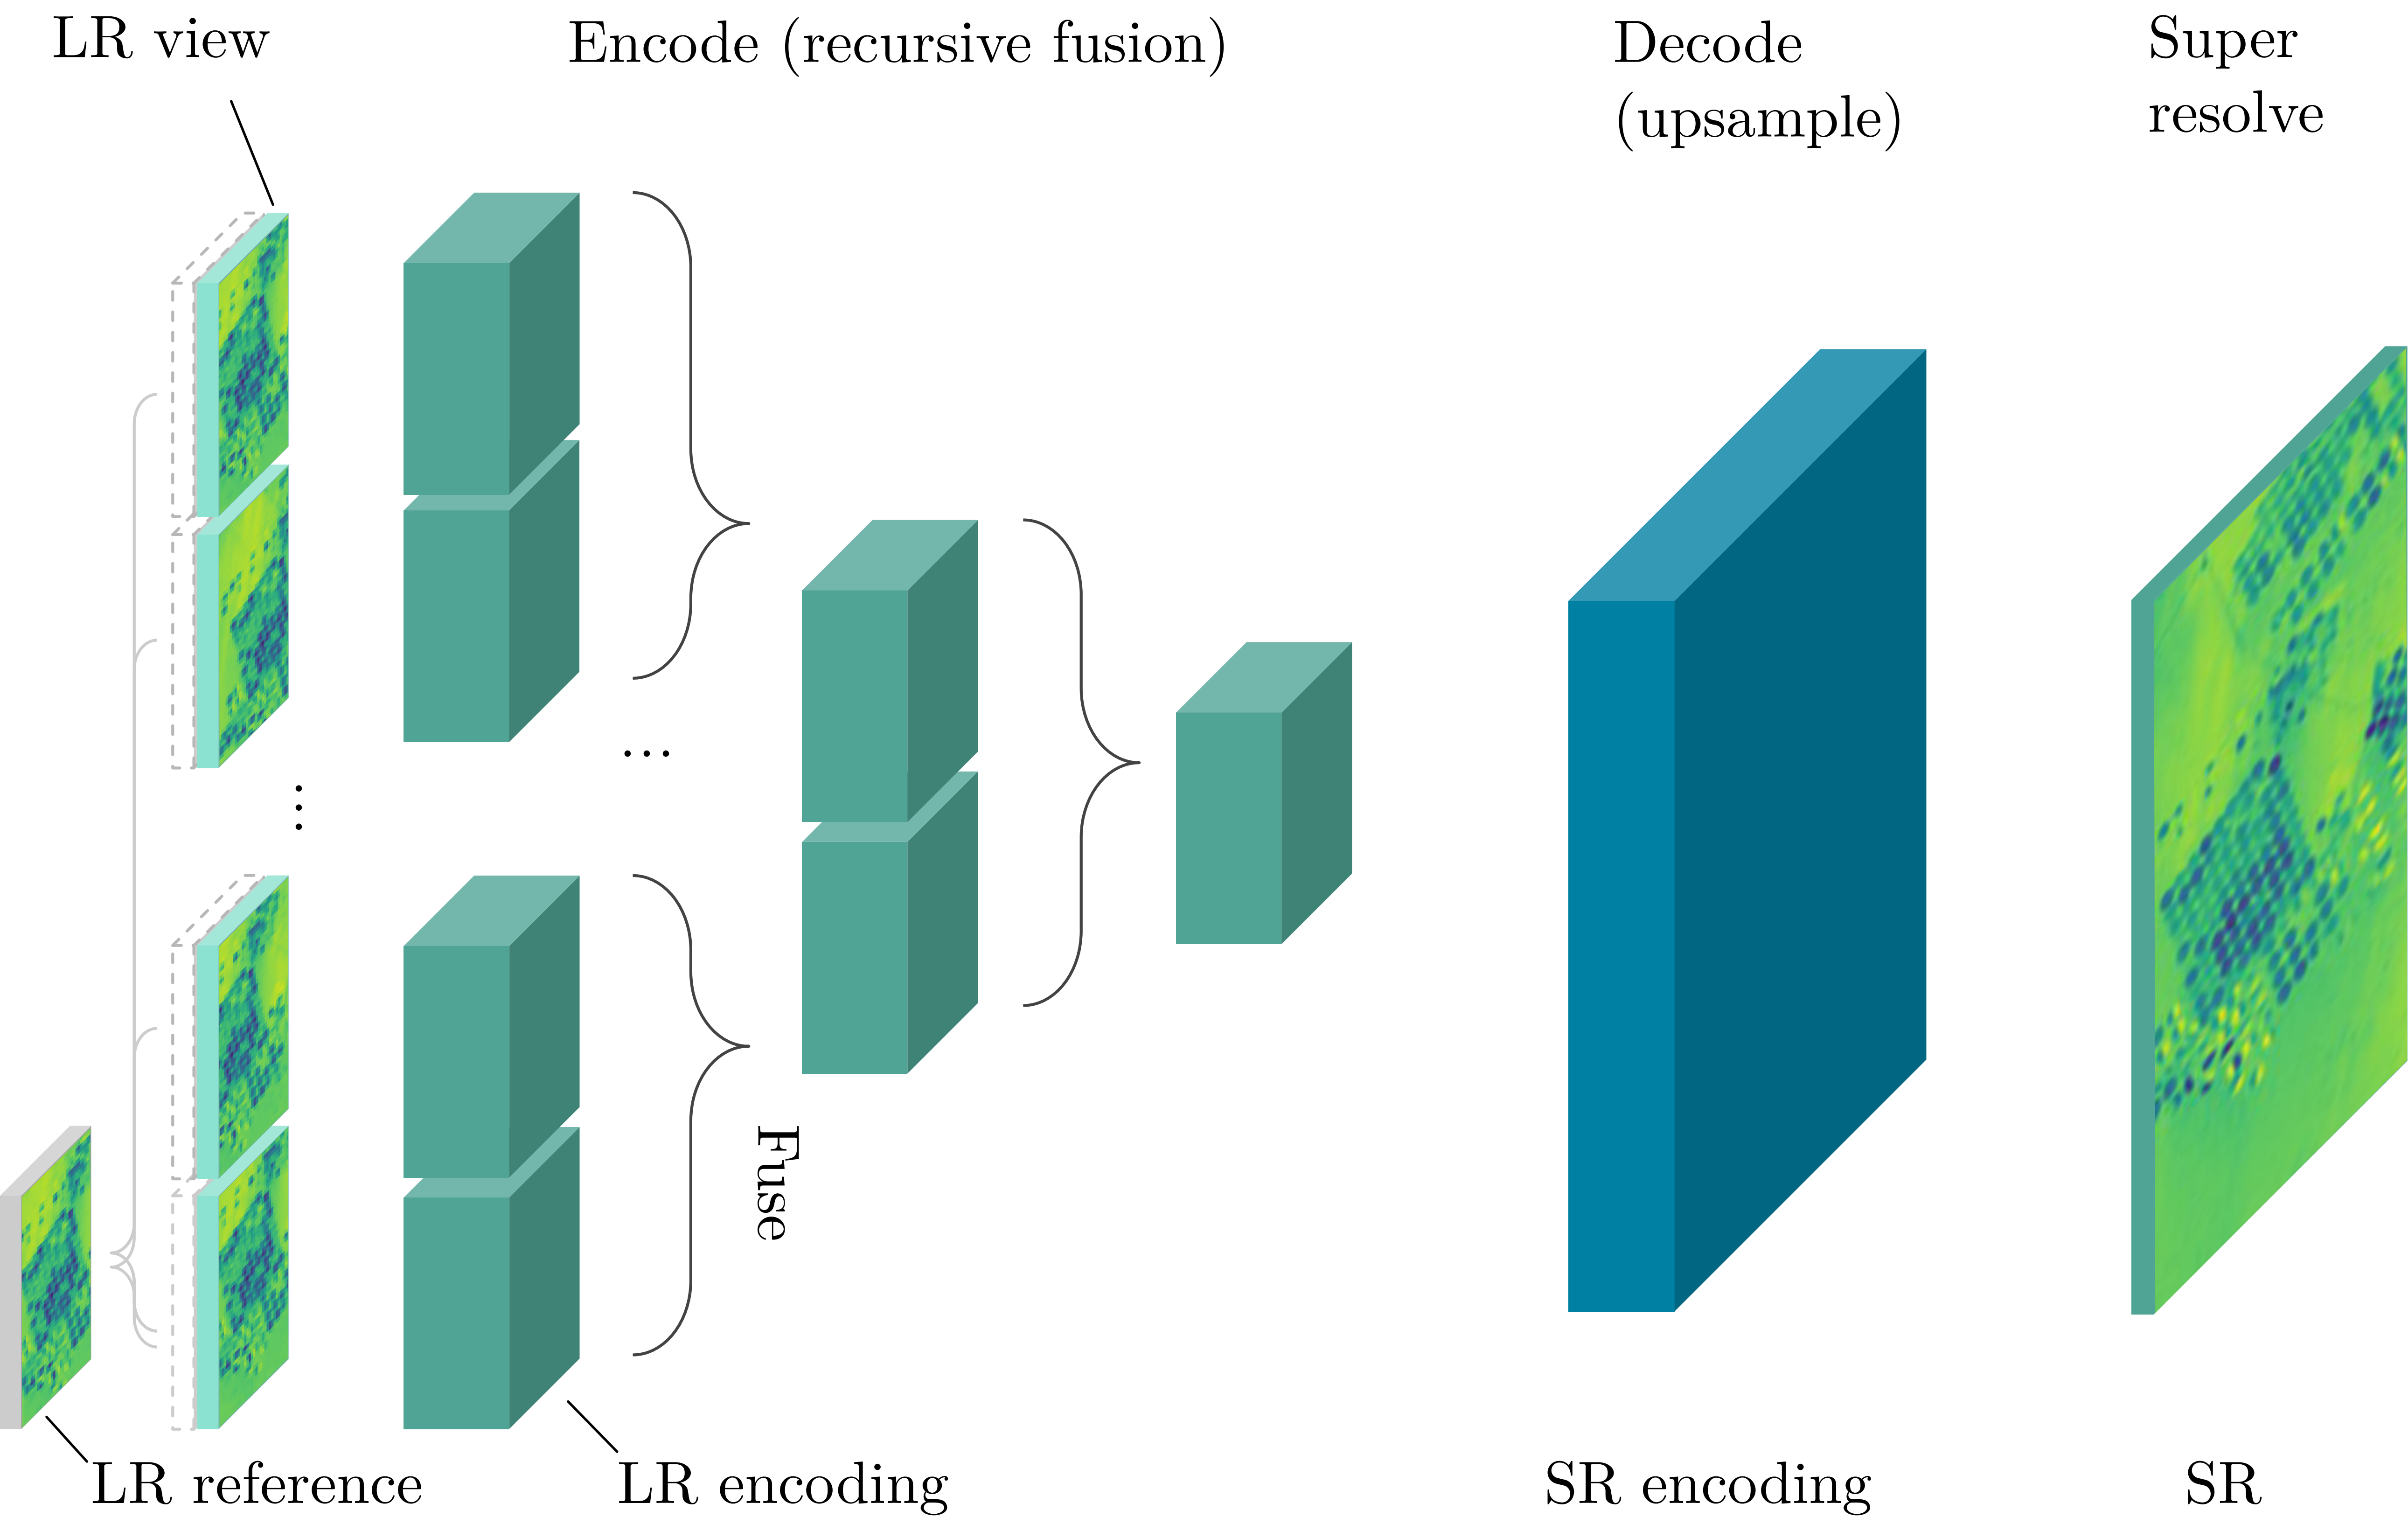 LR view
Encode (recursive fusion)
Decode
(upsample)
Super
resolve
...
⋮
Fuse
LR reference
LR encoding
SR encoding
SR